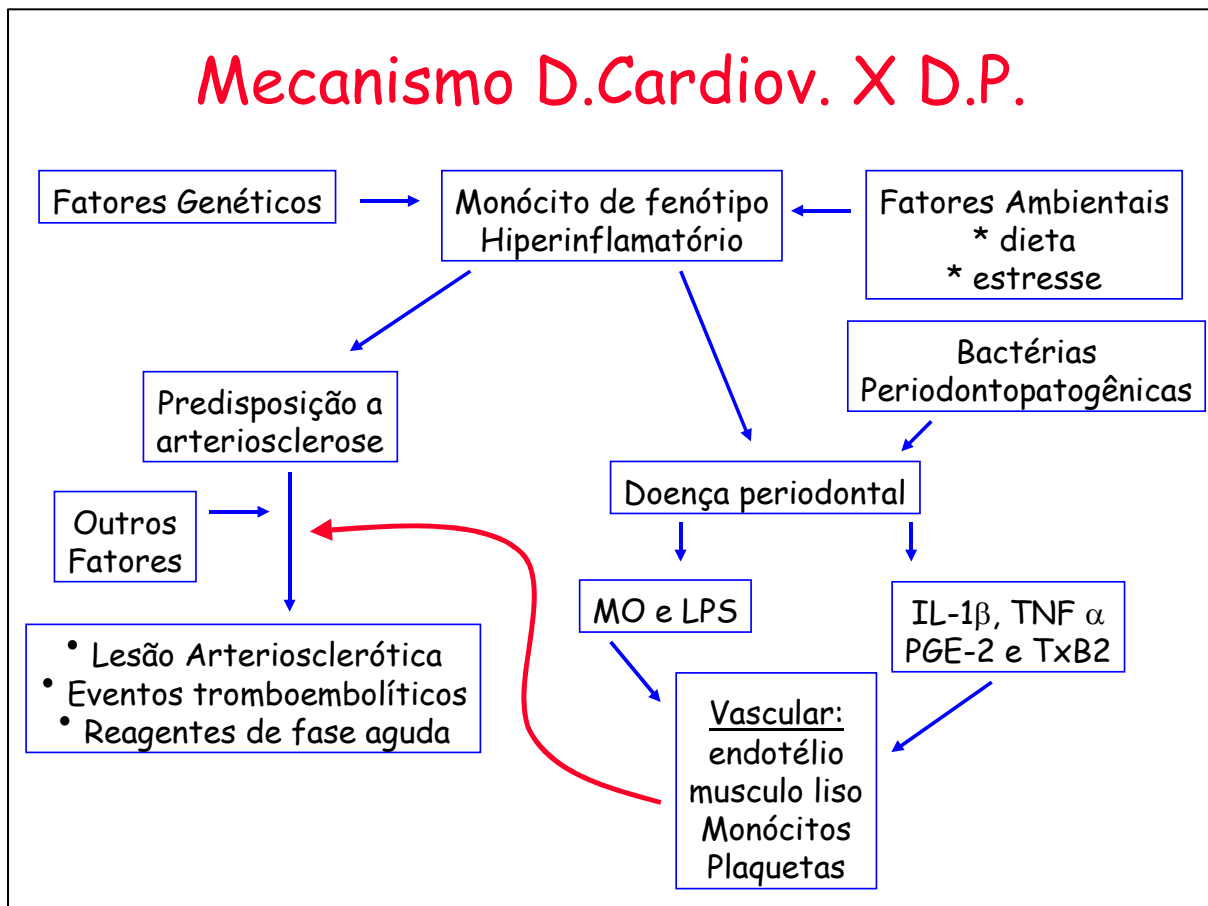 Mecanismo D.Cardiov. X D.P.
Fatores Genéticos
Monócito de fenótipo
Hiperinflamatório
Fatores Ambientais
* dieta
* estresse
Bactérias
Periodontopatogênicas
Predisposição a
arteriosclerose
Doença periodontal
Outros
Fatores
MO e LPS
IL-1β, TNF α
PGE-2 e TxB2
• Lesão Arteriosclerótica
• Eventos tromboembolíticos
• Reagentes de fase aguda
Vascular:
endotélio
musculo liso
Monócitos
Plaquetas